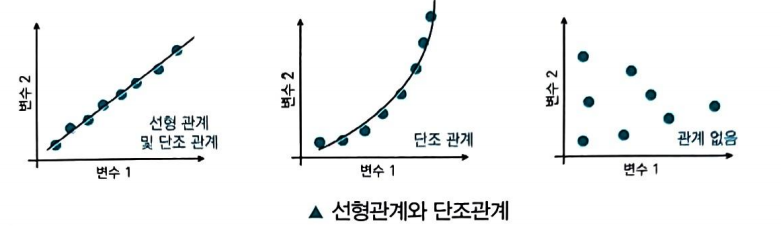 변수 2
선형 관계
및 단조 관계
변수 1
변수 2
단조 관계
변수 1
변수 2
관계 없음
변수 1
▲ 선형관계와 단조관계